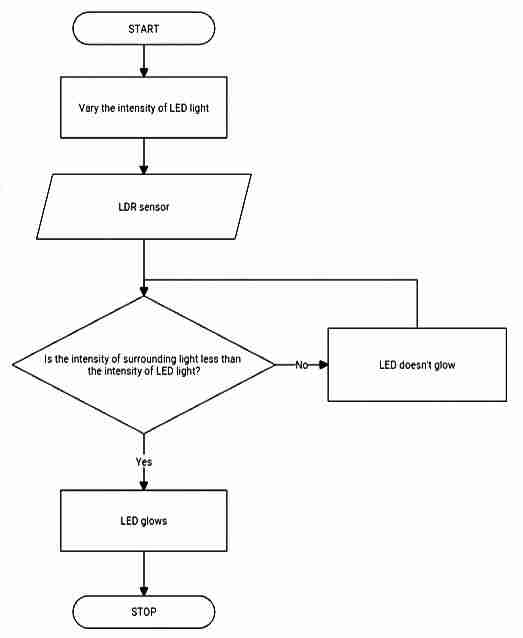 START
Vary the intensity of LED light
LDR sensor
Is the intensity of surrounding light less than
the intensity of LED light?
No
LED doesn't glow
Yes
LED glows
STOP